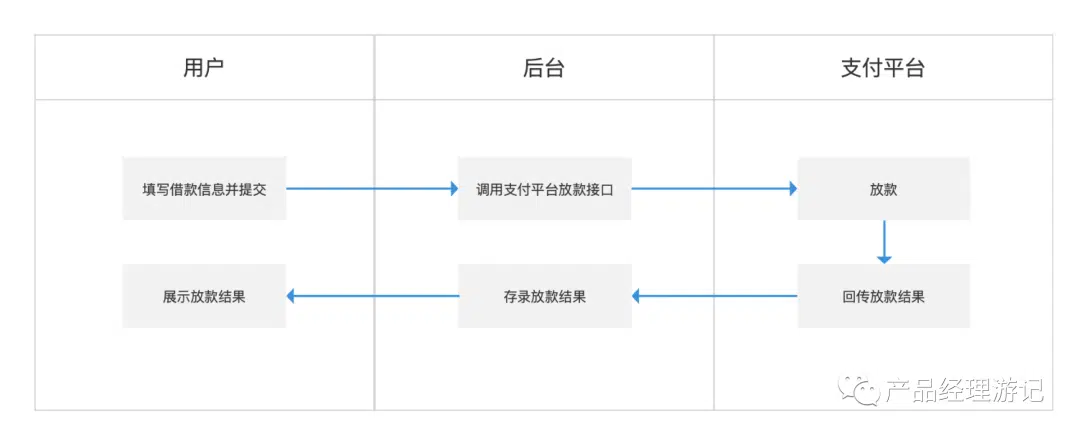 用户
后台
支付平台
填写借款信息并提交
调用支付平台放款接口
放款
展示放款结果
存录放款结果
回传放款结果
产品经理游记